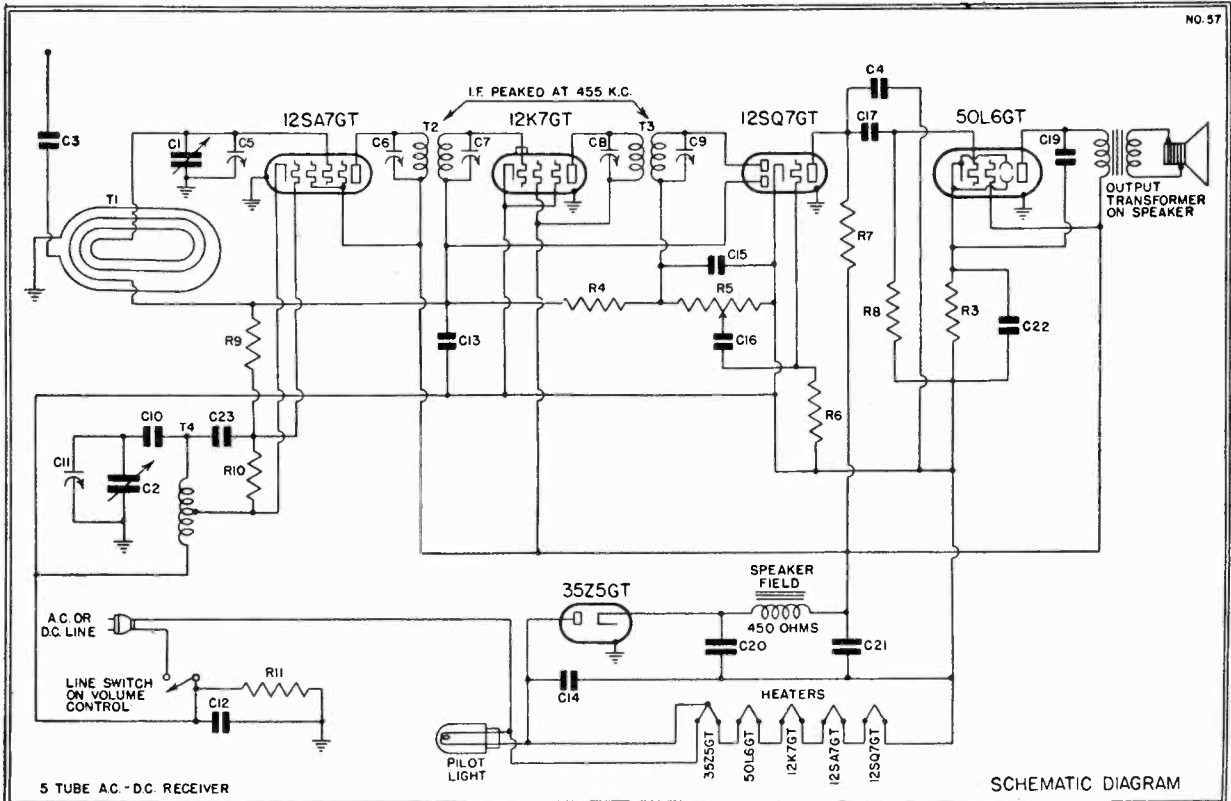 NO. 57
C4
I.F. PEAKED AT 455 K.C.
12SA7GT
T2
12K7GT
T3
12SQ7GT
C17
50L6GT
C3
C1
C5
C6
C7
C8
C9
C19
T1
OUTPUT
TRANSFORMER
ON SPEAKER
R7
C15
R4
R5
R8
R3
C22
R9
C13
C16
R6
C10
T4
C23
C11
C2
R10
35Z5GT
SPEAKER
FIELD
450 OHMS
A.C. OR
D.C. LINE
C20
C21
LINE SWITCH
ON VOLUME
CONTROL
R11
C12
C14
HEATERS
35Z5GT
50L6GT
12K7GT
12SA7GT
12SQ7GT
PILOT
LIGHT
5 TUBE A.C. - D.C. RECEIVER
SCHEMATIC DIAGRAM